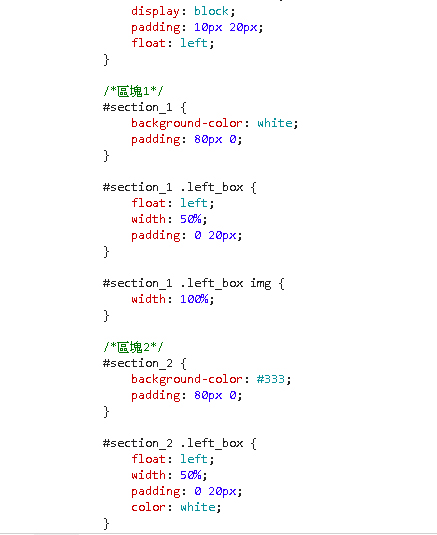 display: block;
padding: 10px 20px;
float: left;
}
/*區塊1*/
#section_1 {
background-color: white;
padding: 80px 0;
}
#section_1 .left_box {
float: left;
width: 50%;
padding: 0 20px;
}
#section_1 .left_box img {
width: 100%;
}
/*區塊2*/
#section_2 {
background-color: #333;
padding: 80px 0;
}
#section_2 .left_box {
float: left;
width: 50%;
padding: 0 20px;
color: white;
}